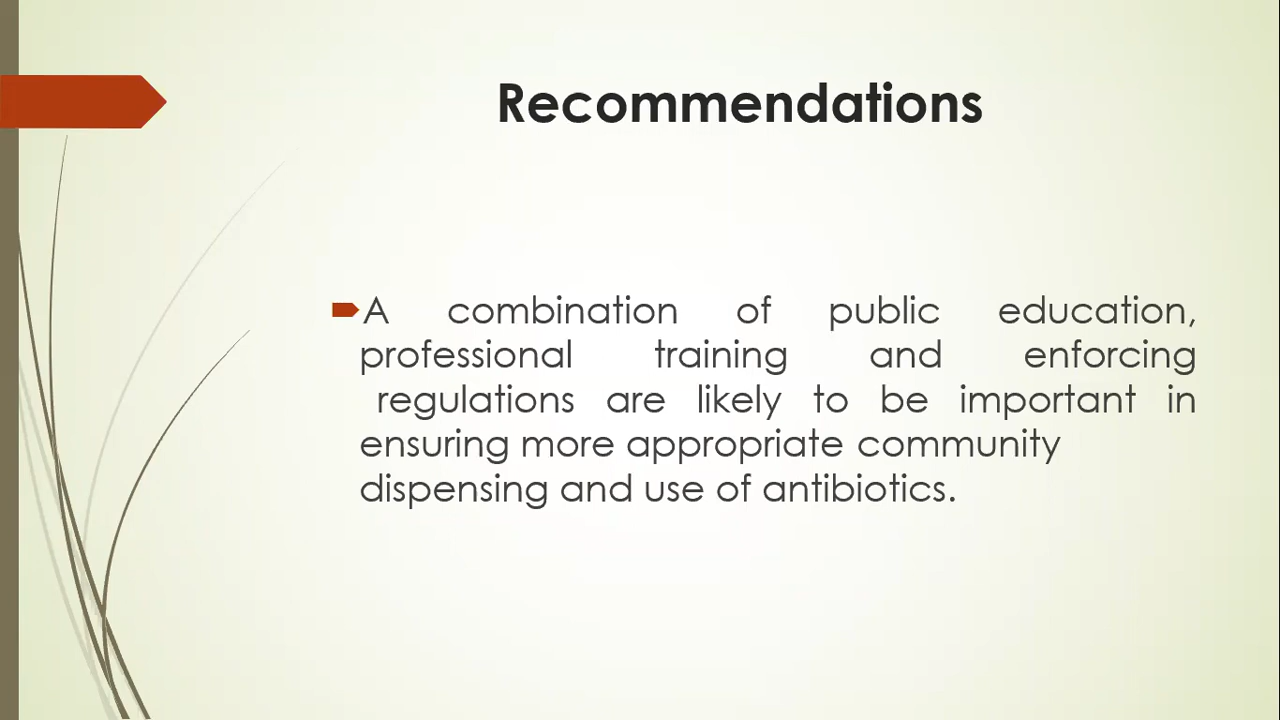 Recommendations
A combination of public education,
professional training and enforcing
regulations are likely to be important in
ensuring more appropriate community
dispensing and use of antibiotics.